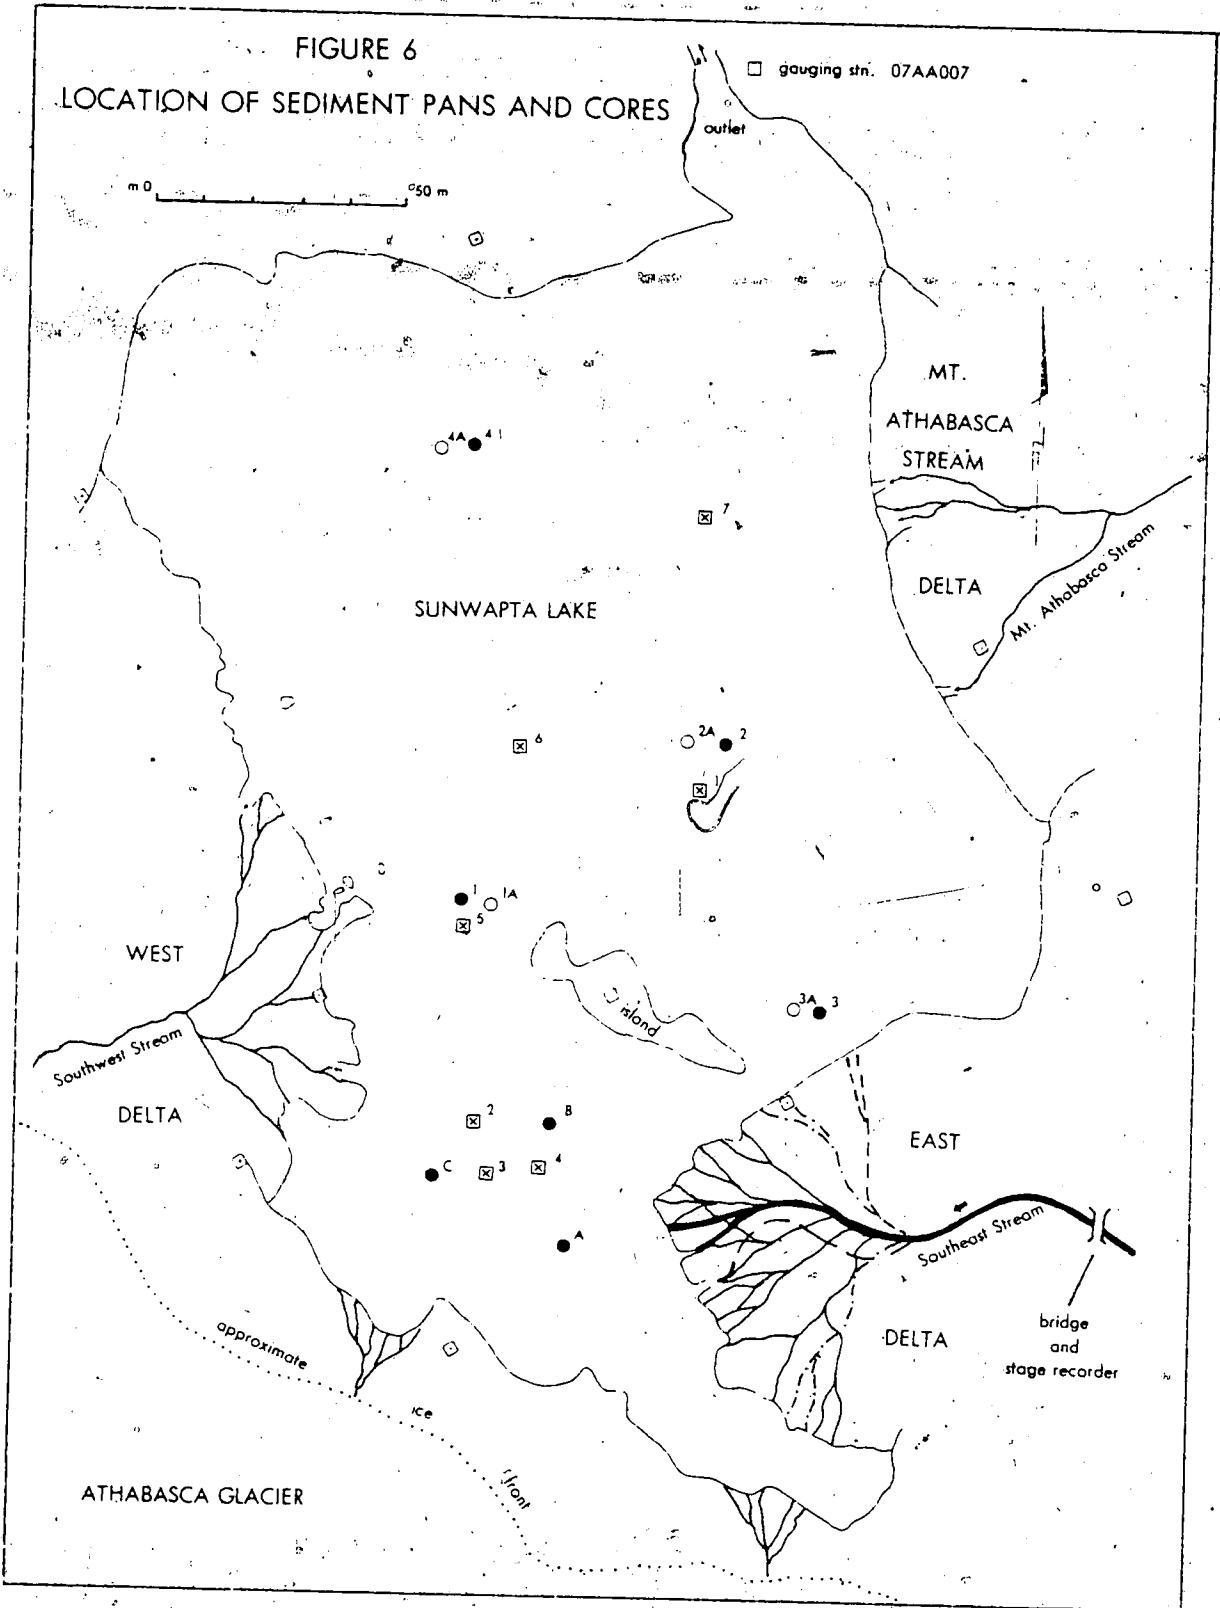 FIGURE 6
LOCATION OF SEDIMENT PANS AND CORES
gauging stn. 07AA007
outlet
m 0
50 m
MT.
ATHABASCA
STREAM
4A
4
7
DELTA
Mt. Athabasca Stream
SUNWAPTA LAKE
6
2A
2
1
1
1A
5
WEST
island
3A
3
Southwest Stream
DELTA
2
B
EAST
C
3
4
A
Southeast Stream
approximate
ice
front
DELTA
bridge
and
stage recorder
ATHABASCA GLACIER